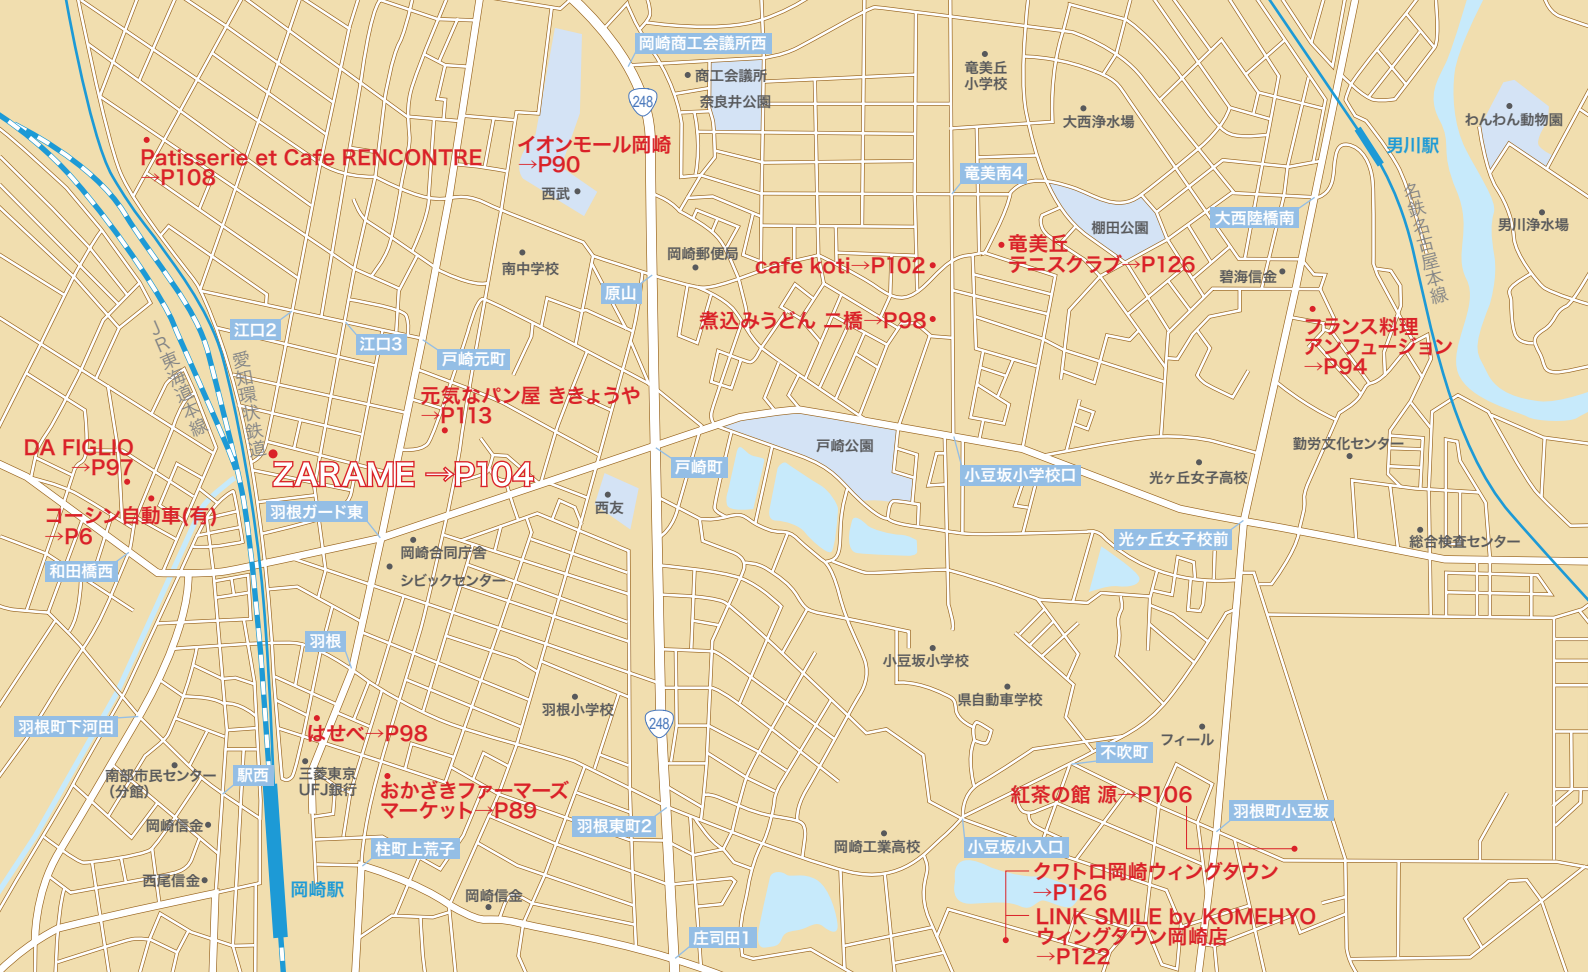 岡崎商工会議所西
商工会議所
奈良井公園
248
竜美丘
小学校
大西浄水場
わんわん動物園
男川駅
男川浄水場
名鉄名古屋本線
Patisserie et Cafe RENCONTRE
→P108
イオンモール岡崎
→P90
西武
竜美南4
棚田公園
大西陸橋南
南中学校
岡崎郵便局
cafe koti→P102
竜美丘
テニスクラブ→P126
碧海信金
原山
煮込みうどん 二橋→P98
フランス料理
アンフュージョン
→P94
江口2
江口3
戸崎元町
JR東海道本線
愛知環状鉄道
元気なパン屋 ききょうや
→P113
DA FIGLIO
→P97
ZARAME →P104
戸崎公園
戸崎町
小豆坂小学校口
光ヶ丘女子高校
勤労文化センター
コーシン自動車(有)
→P6
羽根ガード東
西友
光ヶ丘女子校前
総合検査センター
和田橋西
岡崎合同庁舎
シビックセンター
羽根
小豆坂小学校
県自動車学校
羽根小学校
248
羽根町下河田
はせべ→P98
フィール
不吹町
南部市民センター
(分館)
駅西
三菱東京
UFJ銀行
おかざきファーマーズ
マーケット→P89
紅茶の館 源→P106
羽根町小豆坂
岡崎信金
羽根東町2
柱町上荒子
岡崎工業高校
小豆坂小入口
西尾信金
岡崎駅
岡崎信金
クワトロ岡崎ウィングタウン
→P126
LINK SMILE by KOMEHYO
ウィングタウン岡崎店
→P122
庄司田1